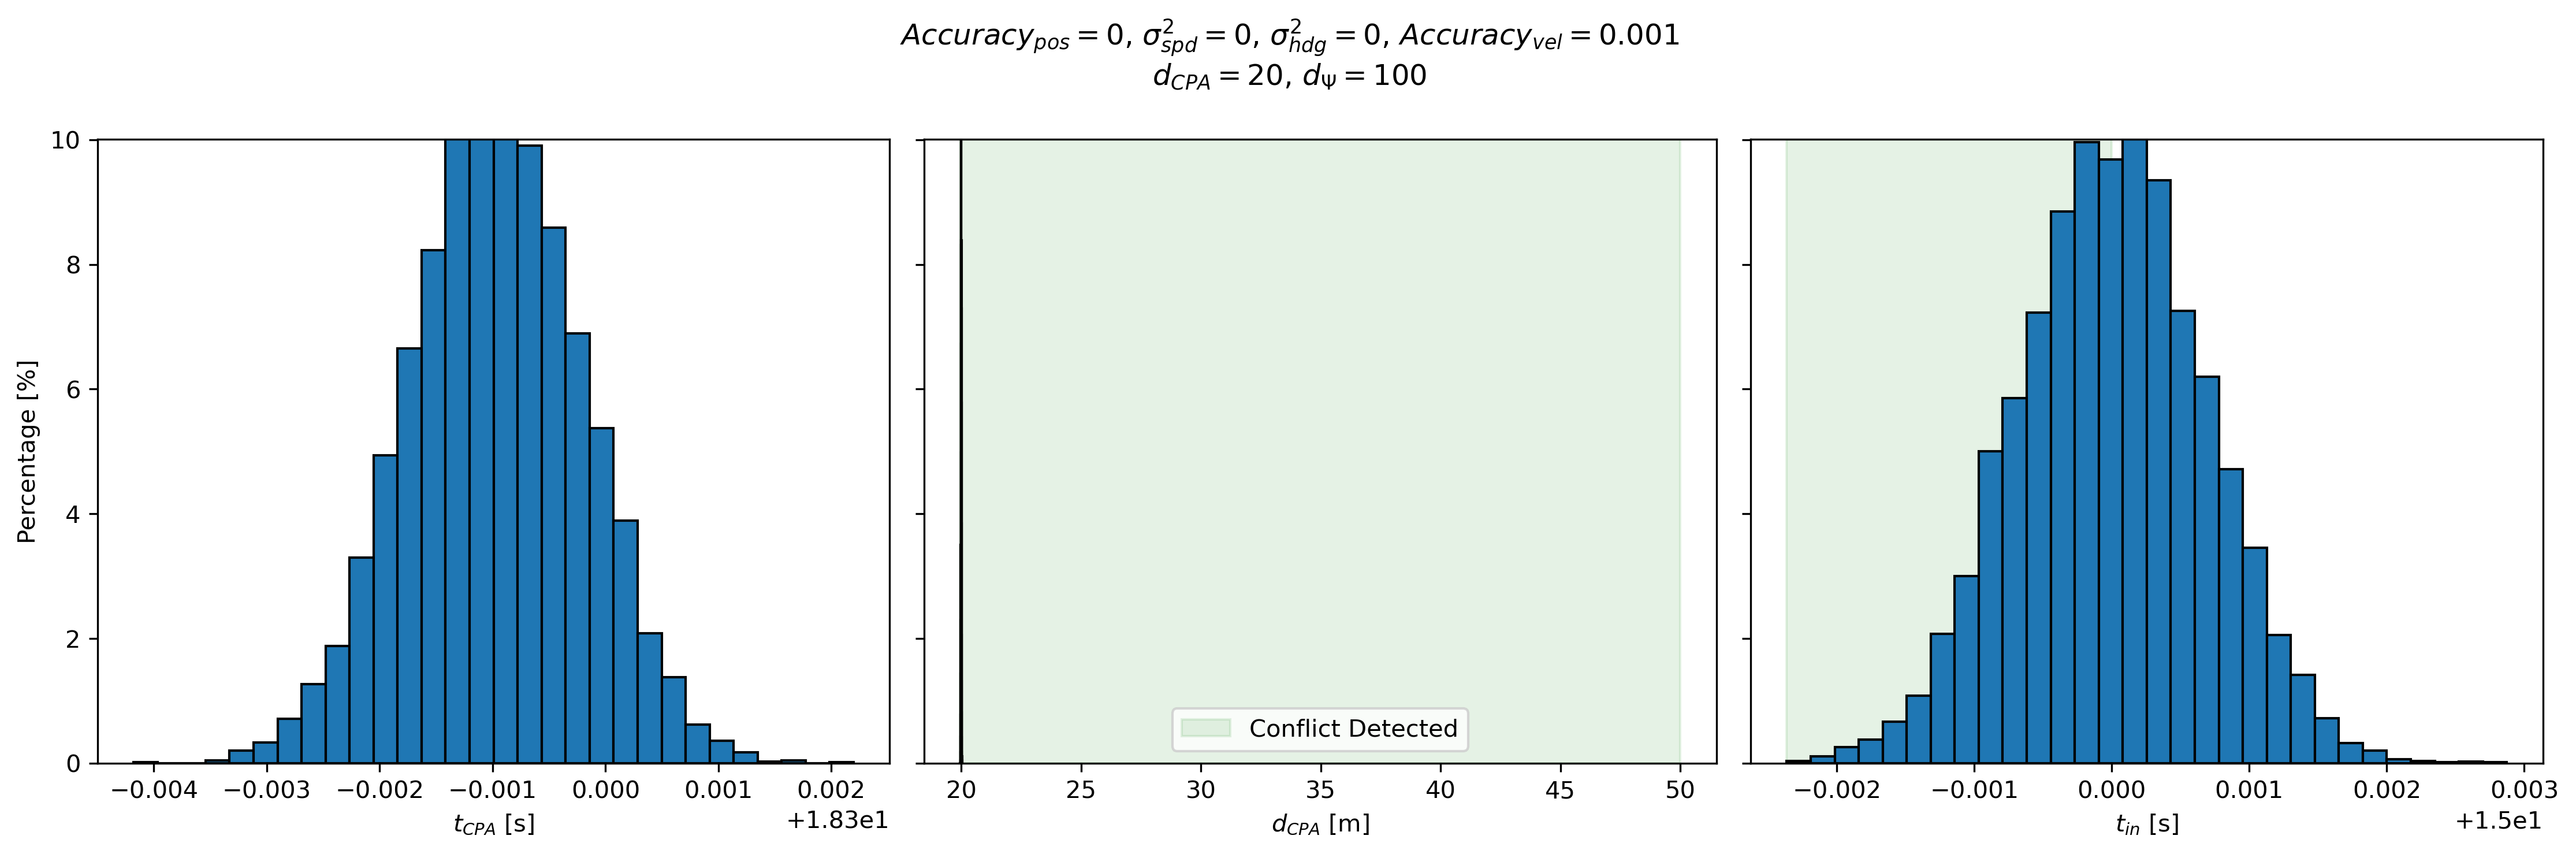 Accuracy_pos = 0, σ²_spd = 0, σ²_hdg = 0, Accuracy_vel = 0.001
d_CPA = 20, d_Ψ = 100
Percentage [%]
10
8
6
4
2
0
−0.004 −0.003 −0.002 −0.001 0.000 0.001 0.002
+1.83e1
t_CPA [s]
Conflict Detected
20 25 30 35 40 45 50
d_CPA [m]
−0.002 −0.001 0.000 0.001 0.002 0.003
+1.5e1
t_in [s]